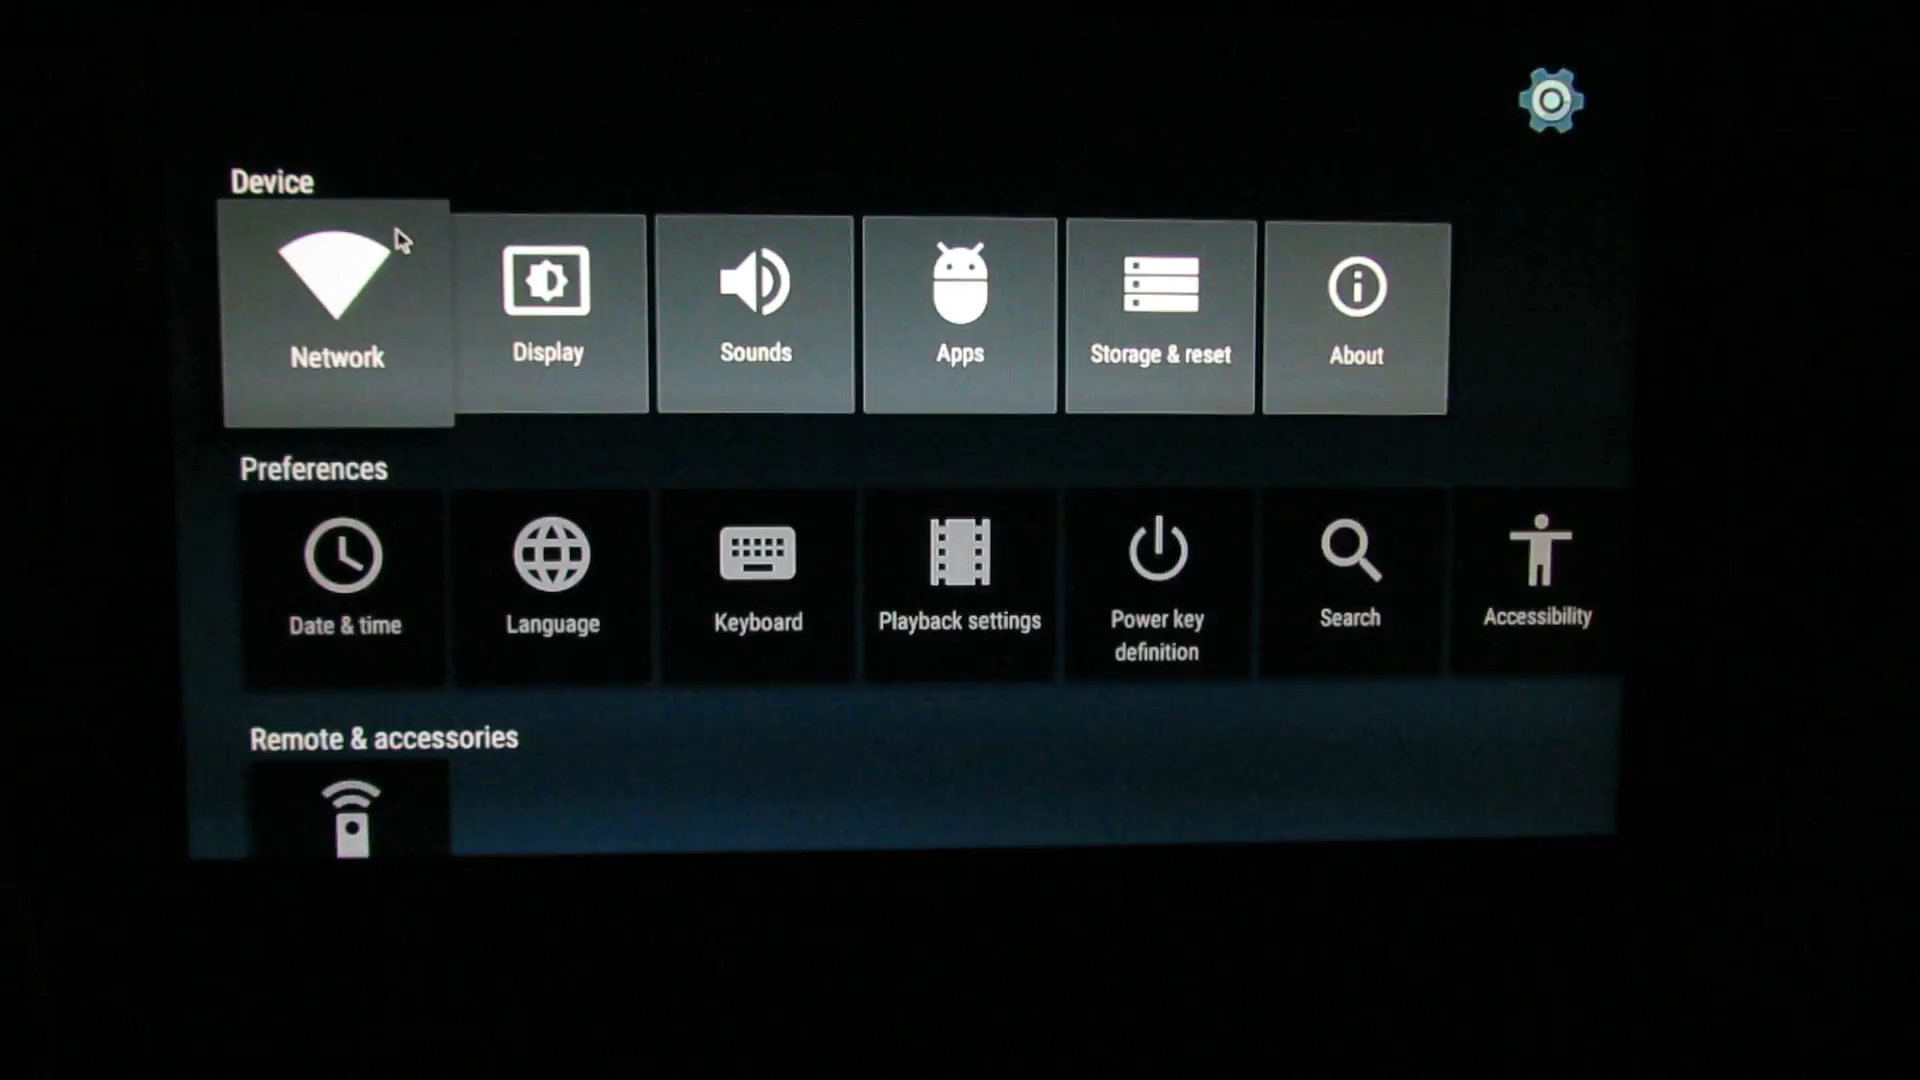 Device
Network
Display
Sounds
Apps
Storage & reset
About
Preferences
Date & time
Language
Keyboard
Playback settings
Power key
definition
Search
Accessibility
Remote & accessories